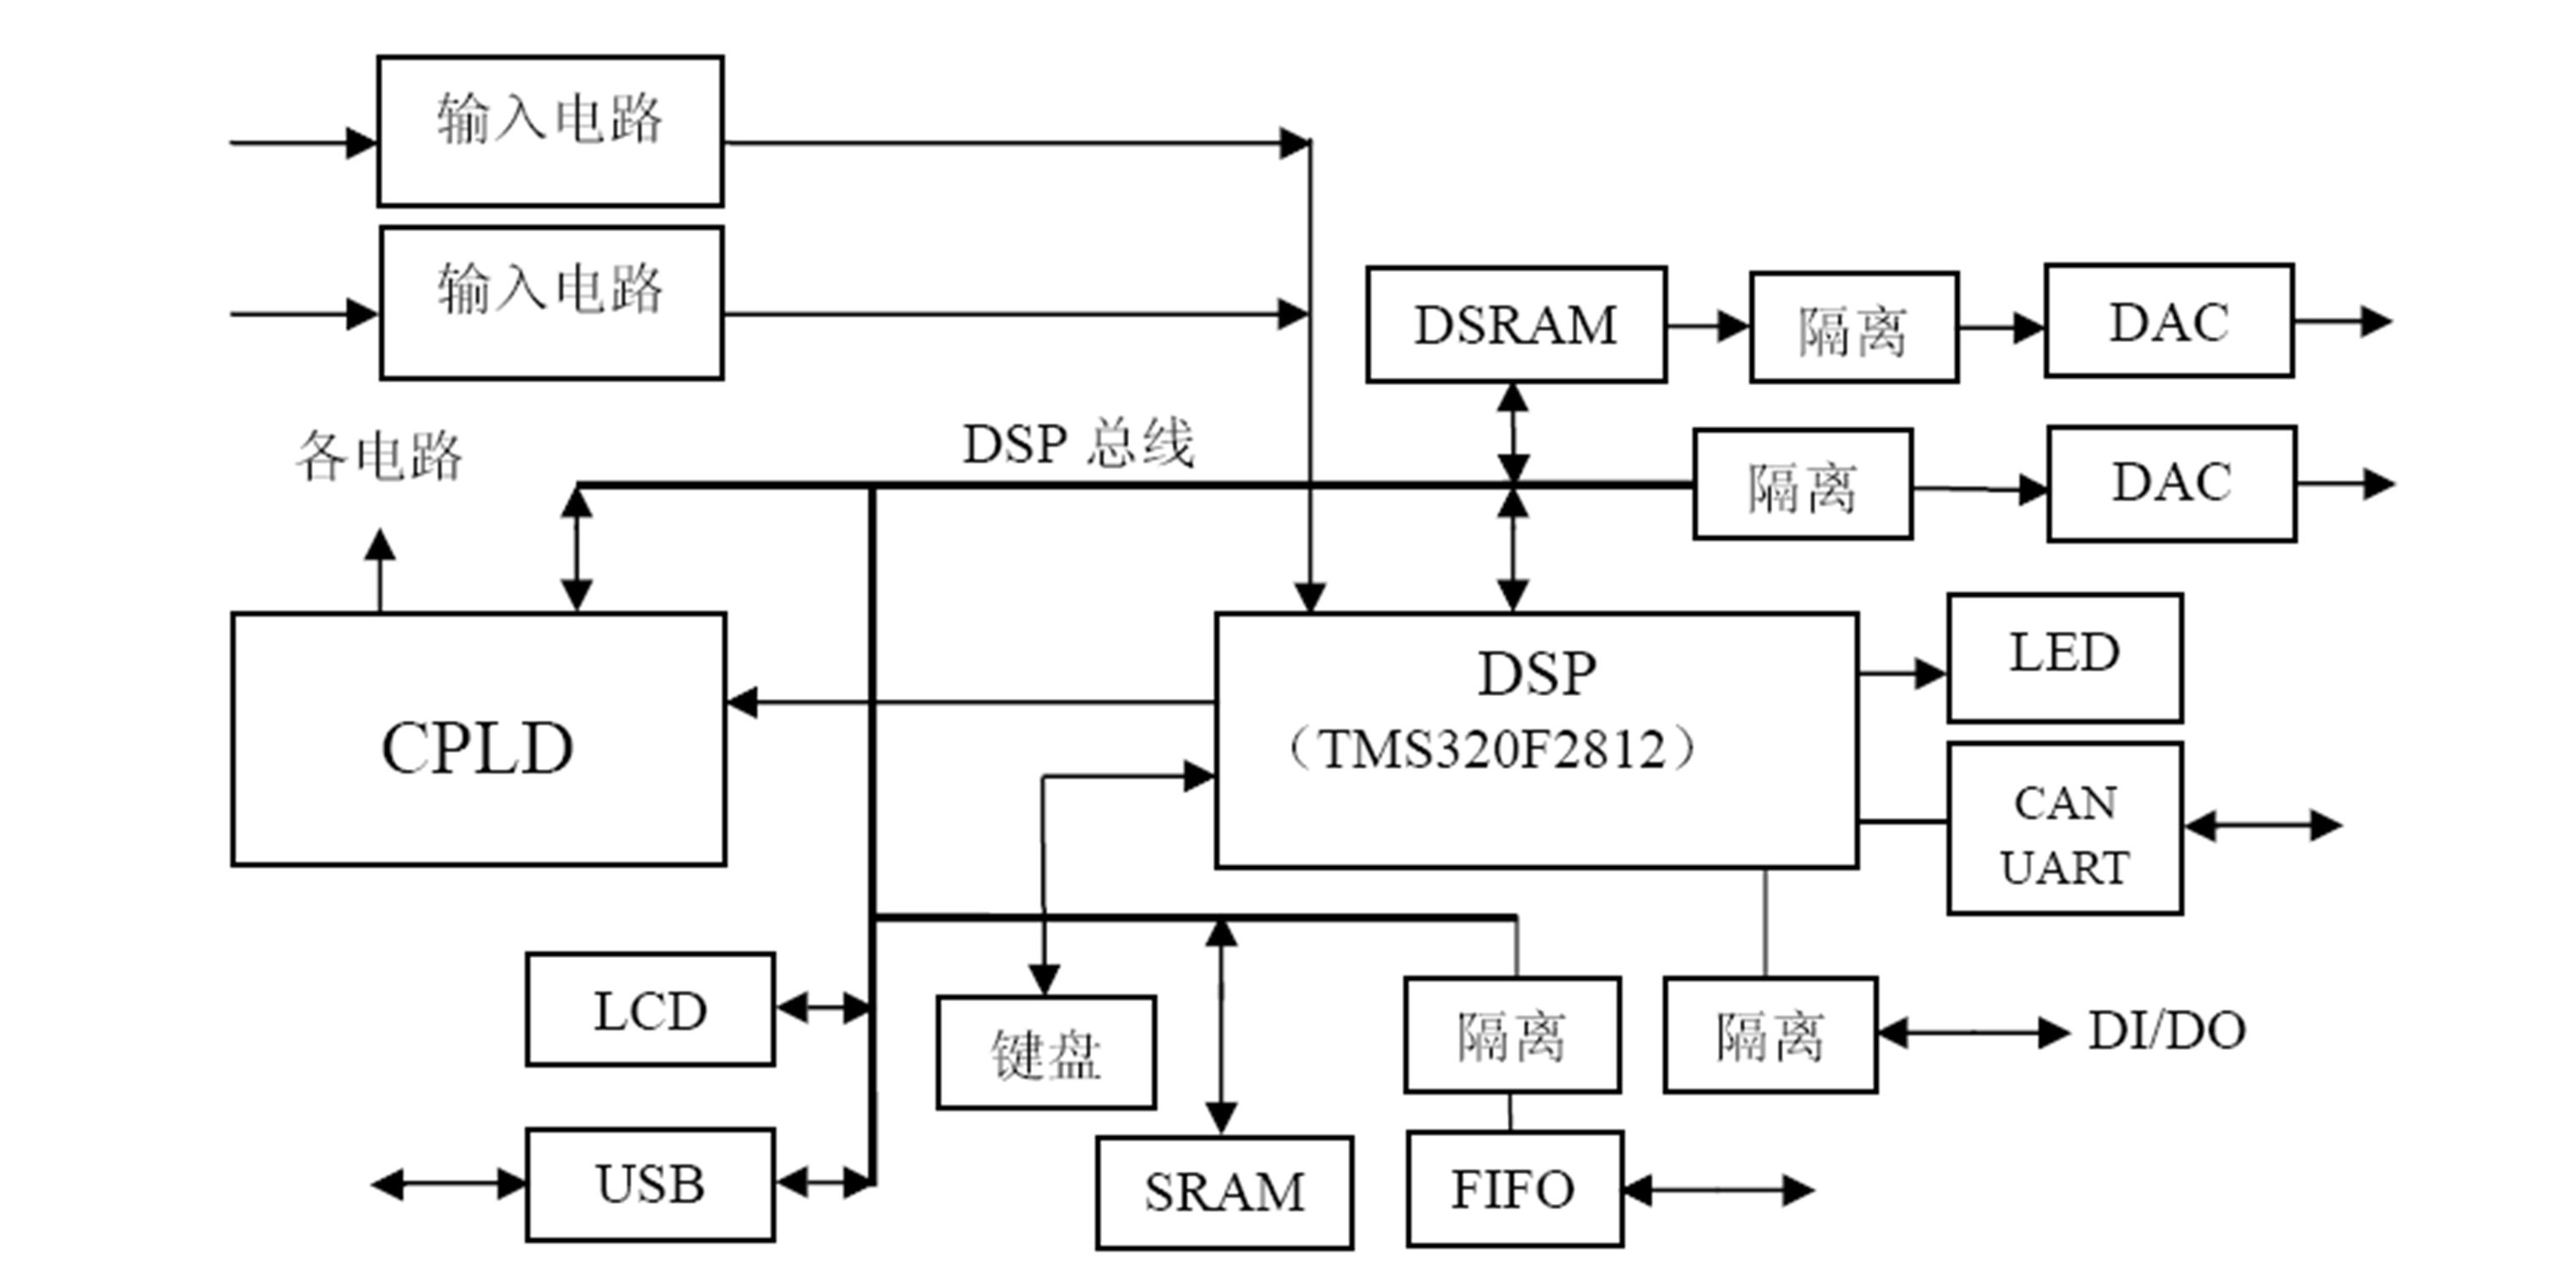 输入电路
输入电路
DSRAM
隔离
DAC
各电路
DSP 总线
隔离
DAC
CPLD
DSP
（TMS320F2812）
LED
CAN
UART
LCD
键盘
隔离
隔离
DI/DO
USB
SRAM
FIFO